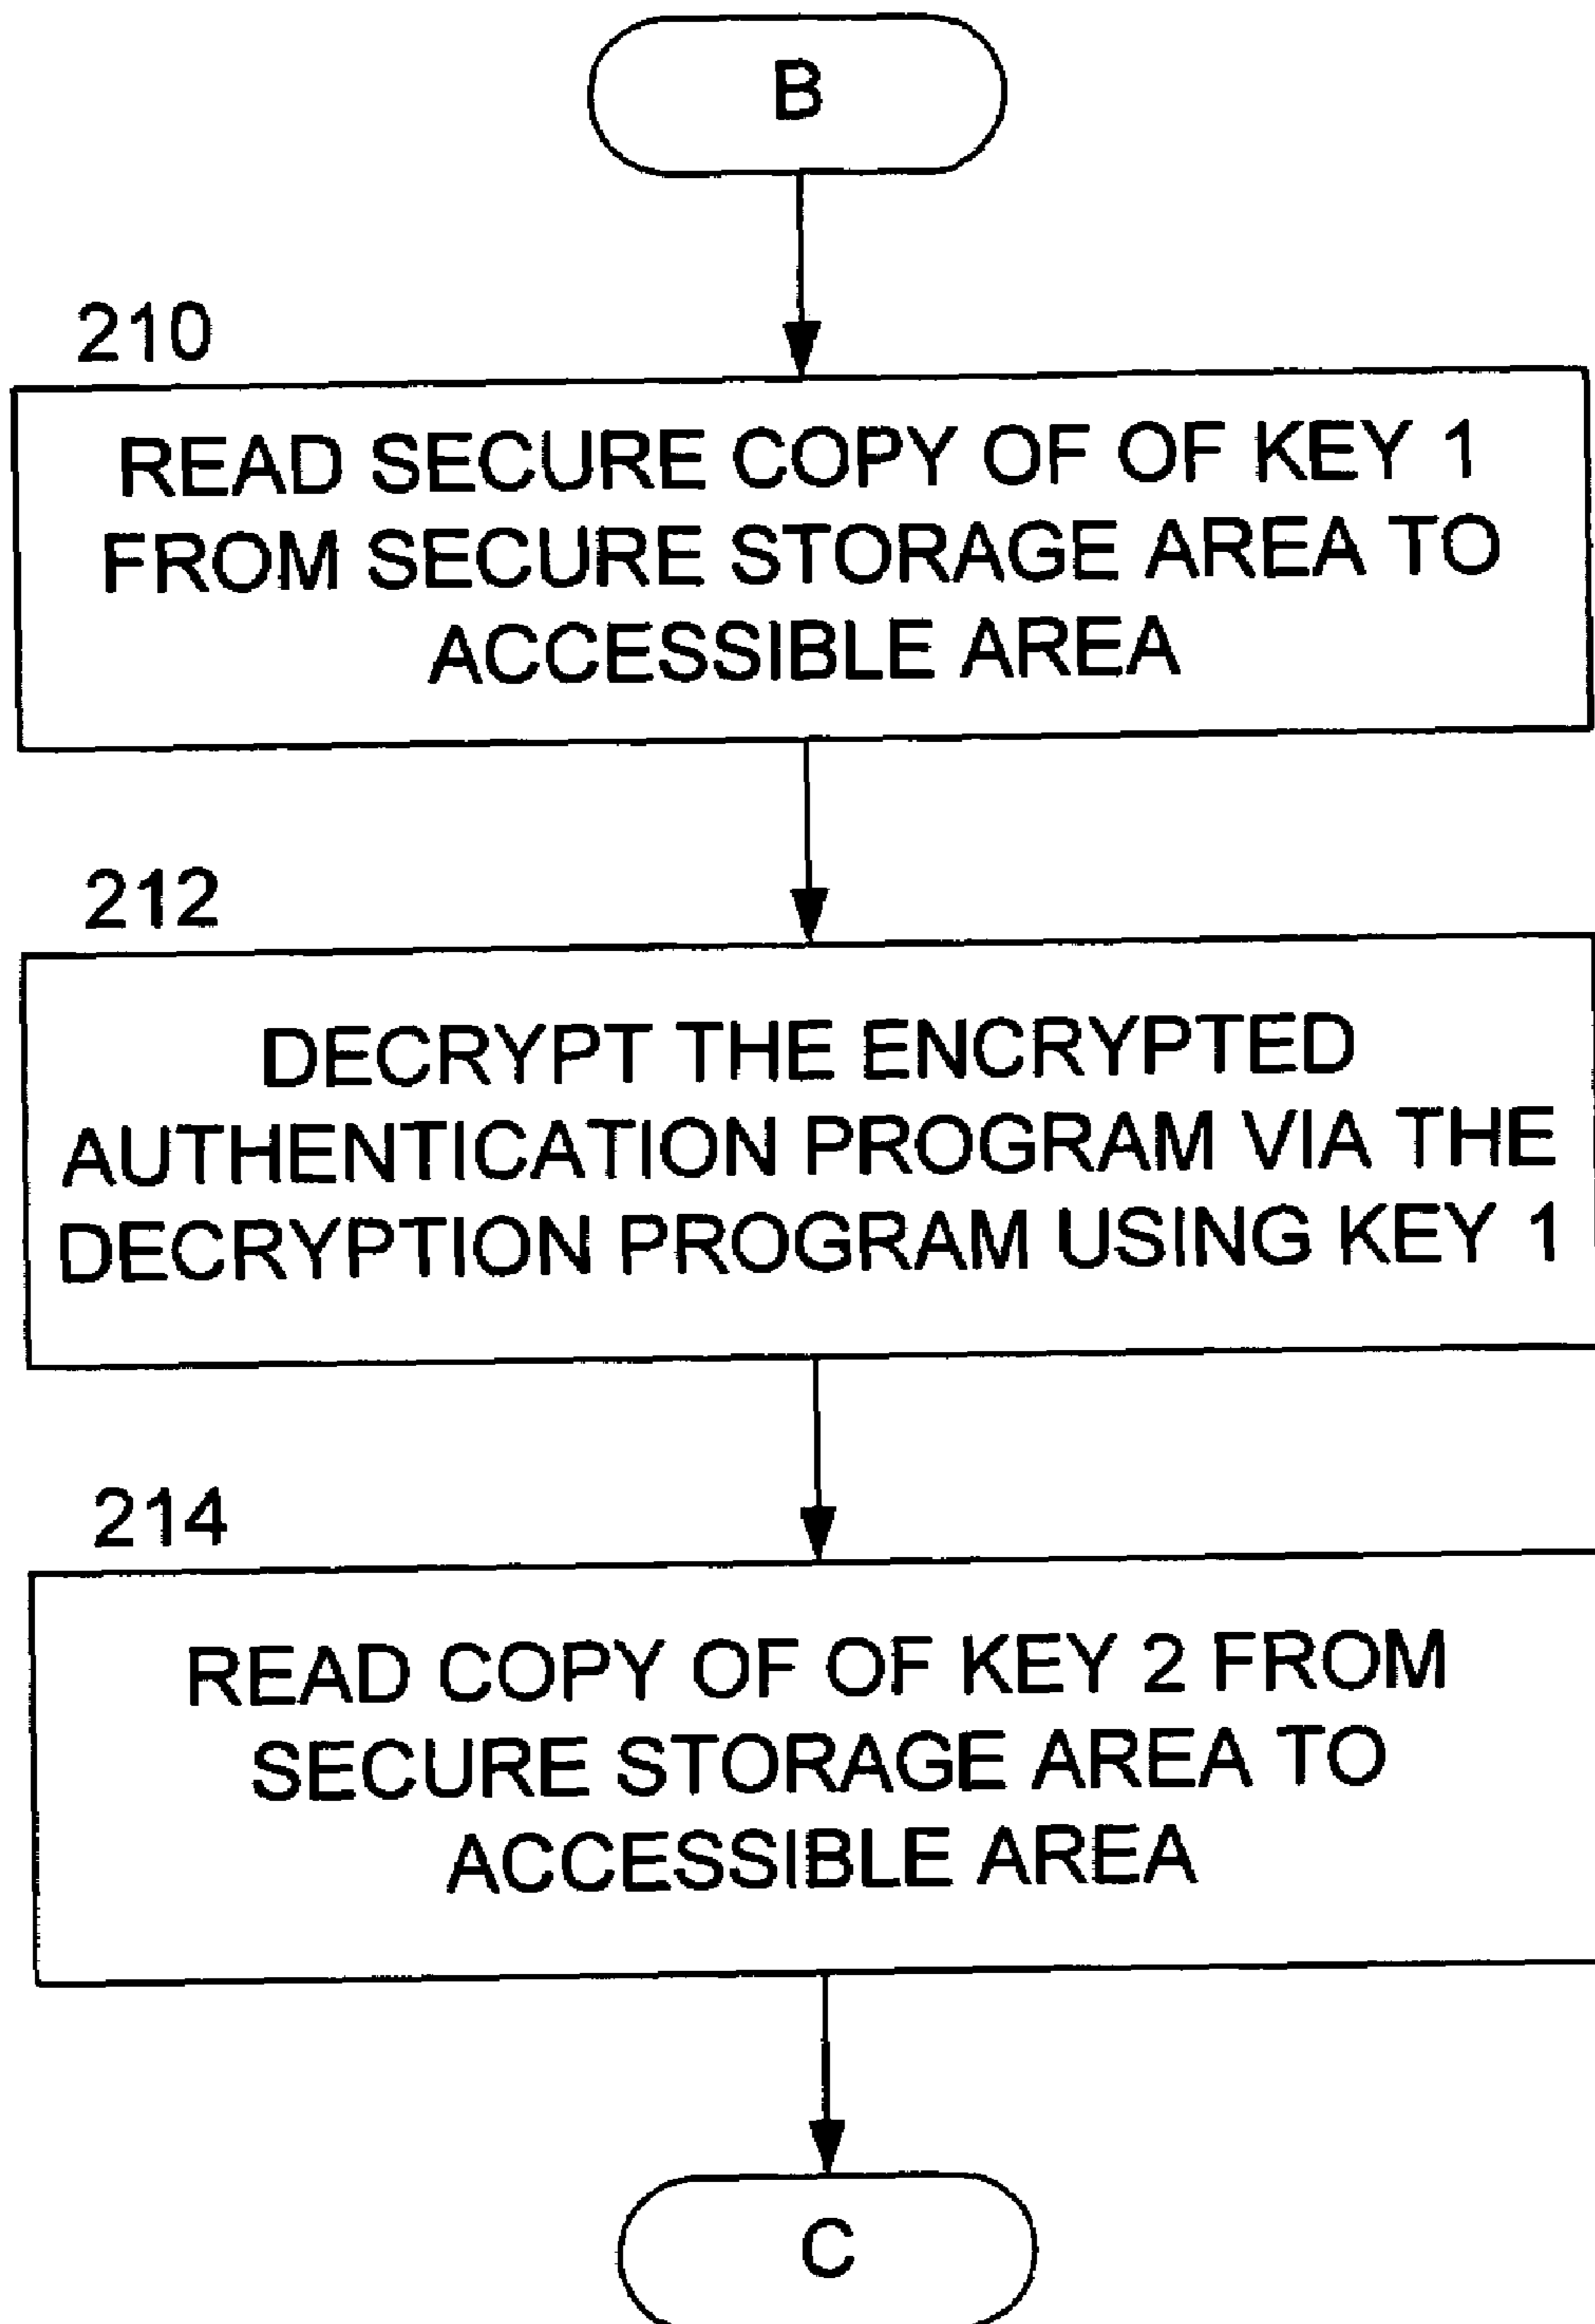 B
210
READ SECURE COPY OF OF KEY 1
FROM SECURE STORAGE AREA TO
ACCESSIBLE AREA
212
DECRYPT THE ENCRYPTED
AUTHENTICATION PROGRAM VIA THE
DECRYPTION PROGRAM USING KEY 1
214
READ COPY OF OF KEY 2 FROM
SECURE STORAGE AREA TO
ACCESSIBLE AREA
C